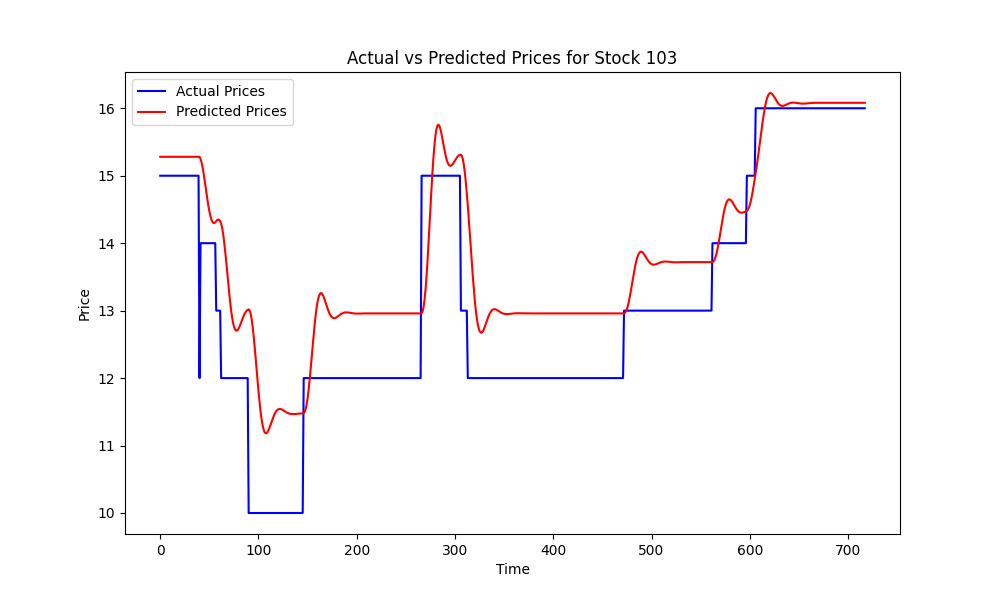 Actual vs Predicted Prices for Stock 103
Actual Prices
Predicted Prices
16
15
14
13
12
11
10
Price
0 100 200 300 400 500 600 700
Time